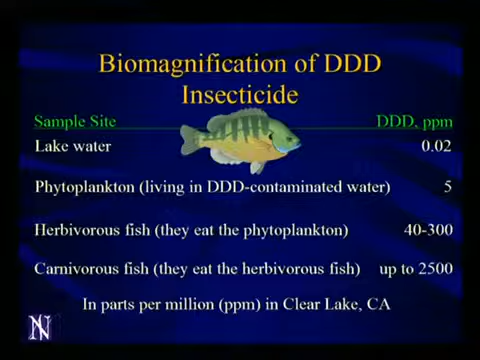 Biomagnification of DDD
Insecticide
Sample Site DDD, ppm
Lake water 0.02
Phytoplankton (living in DDD-contaminated water) 5
Herbivorous fish (they eat the phytoplankton) 40-300
Carnivorous fish (they eat the herbivorous fish) up to 2500
In parts per million (ppm) in Clear Lake, CA
N